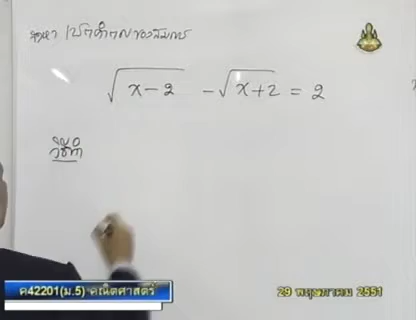 จงหาเซตคำตอบของสมการ
√(x-2) - √(x+2) = 2
วิธีทำ
ค42201(ม.5) คณิตศาสตร์
29 พฤษภาคม 2551